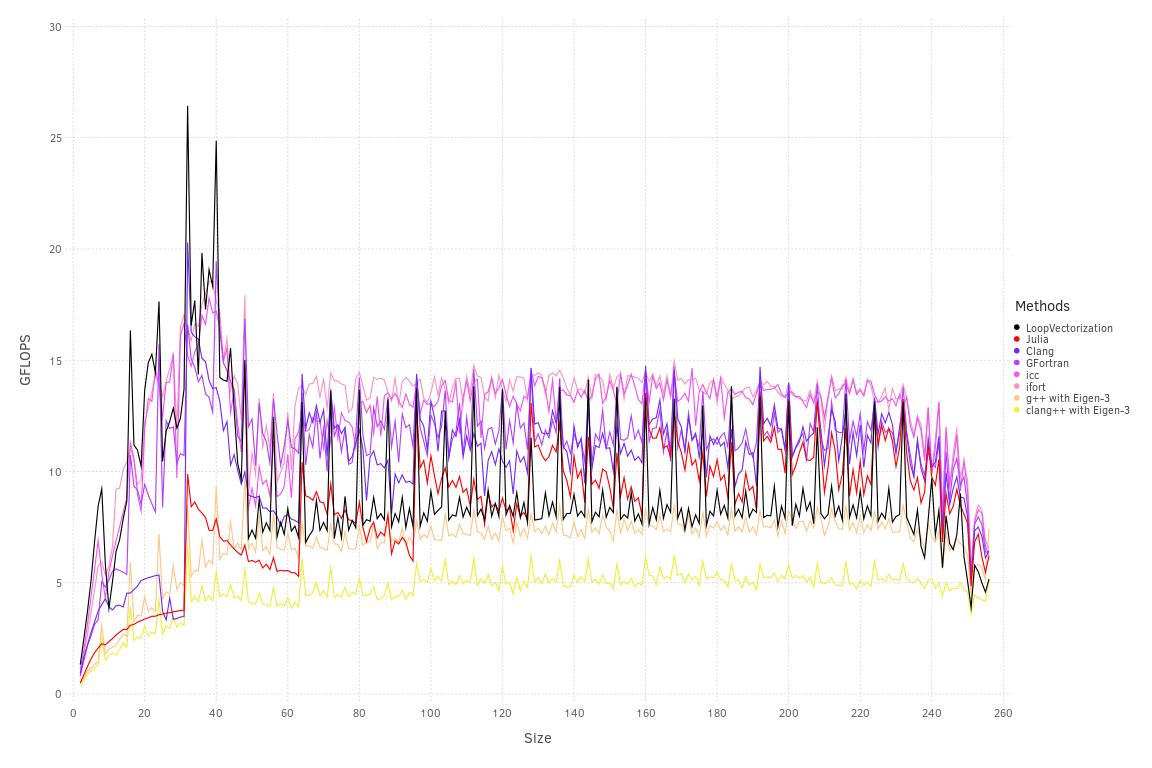 30
25
20
15
10
5
0
GFLOPS
0 20 40 60 80 100 120 140 160 180 200 220 240 260
Size
Methods
LoopVectorization
Julia
Clang
GFortran
icc
ifort
g++ with Eigen-3
clang++ with Eigen-3